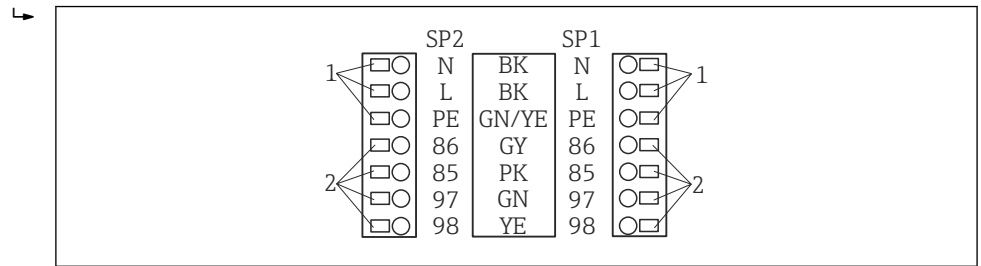 SP2 SP1
1 N BK N 1
L BK L
PE GN/YE PE
86 GY 86
85 PK 85
2 97 GN 97 2
98 YE 98